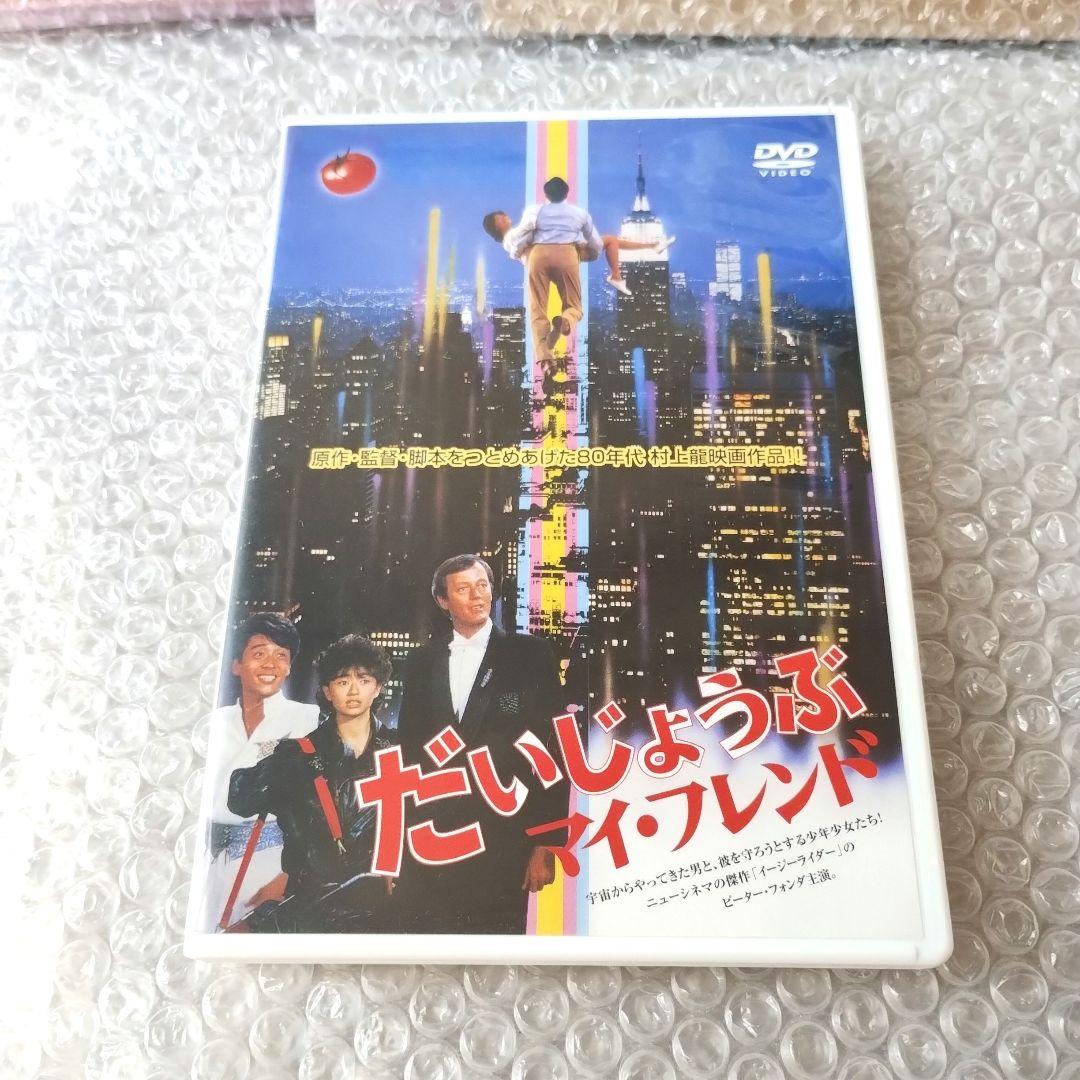 DVD
VIDEO
原作・監督・脚本をつとめあげた80年代 村上龍映画作品!!
だいじょうぶ
マイ・フレンド
宇宙からやってきた男と、彼を守ろうとする少年少女たち!
ニューシネマの傑作「イージーライダー」の
ピーター・フォンダ主演。